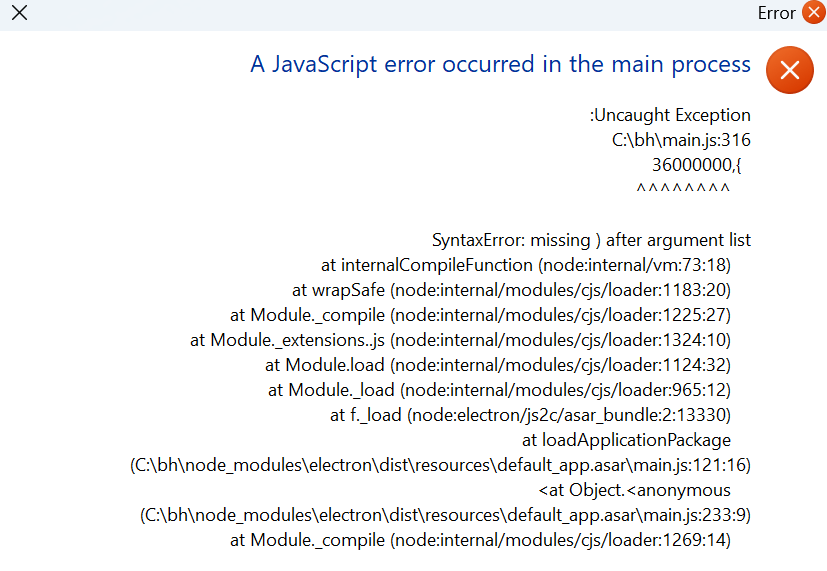 Error
A JavaScript error occurred in the main process
:Uncaught Exception
C:\bh\main.js:316
36000000,{
^^^^^^^^
SyntaxError: missing ) after argument list
at internalCompileFunction (node:internal/vm:73:18)
at wrapSafe (node:internal/modules/cjs/loader:1183:20)
at Module._compile (node:internal/modules/cjs/loader:1225:27)
at Module._extensions..js (node:internal/modules/cjs/loader:1324:10)
at Module.load (node:internal/modules/cjs/loader:1124:32)
at Module._load (node:internal/modules/cjs/loader:965:12)
at f._load (node:electron/js2c/asar_bundle:2:13330)
at loadApplicationPackage
(C:\bh\node_modules\electron\dist\resources\default_app.asar\main.js:121:16)
<at Object.<anonymous
(C:\bh\node_modules\electron\dist\resources\default_app.asar\main.js:233:9)
at Module._compile (node:internal/modules/cjs/loader:1269:14)